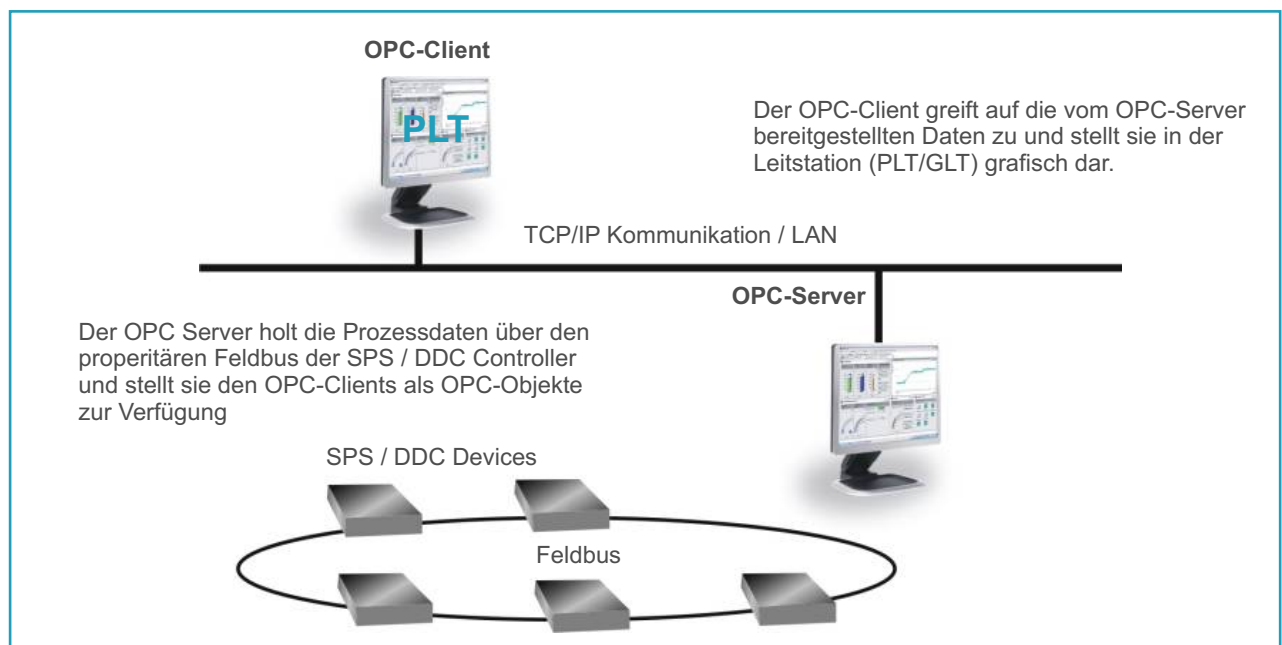 OPC-Client
PLT
Der OPC-Client greift auf die vom OPC-Server
bereitgestellten Daten zu und stellt sie in der
Leitstation (PLT/GLT) grafisch dar.
TCP/IP Kommunikation / LAN
OPC-Server
Der OPC Server holt die Prozessdaten über den
properitären Feldbus der SPS / DDC Controller
und stellt sie den OPC-Clients als OPC-Objekte
zur Verfügung
SPS / DDC Devices
Feldbus